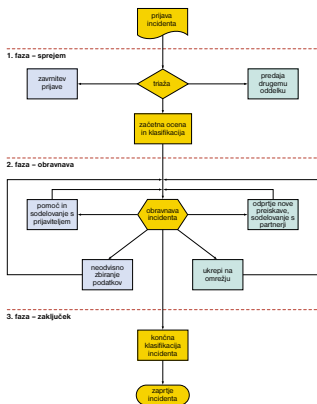 prijava
incidenta
1. faza – sprejem
zavrnitev
prijave
triaža
predaja
drugemu
oddelku
začetna ocena
in klasifikacija
2. faza – obravnava
pomoč in
sodelovanje s
prijaviteljem
obravnava
incidenta
odprtje nove
preiskave,
sodelovanje s
partnerji
neodvisno
zbiranje
podatkov
ukrepi na
omrežju
3. faza – zaključek
končna
klasifikacija
incidenta
zaprtje
incidenta